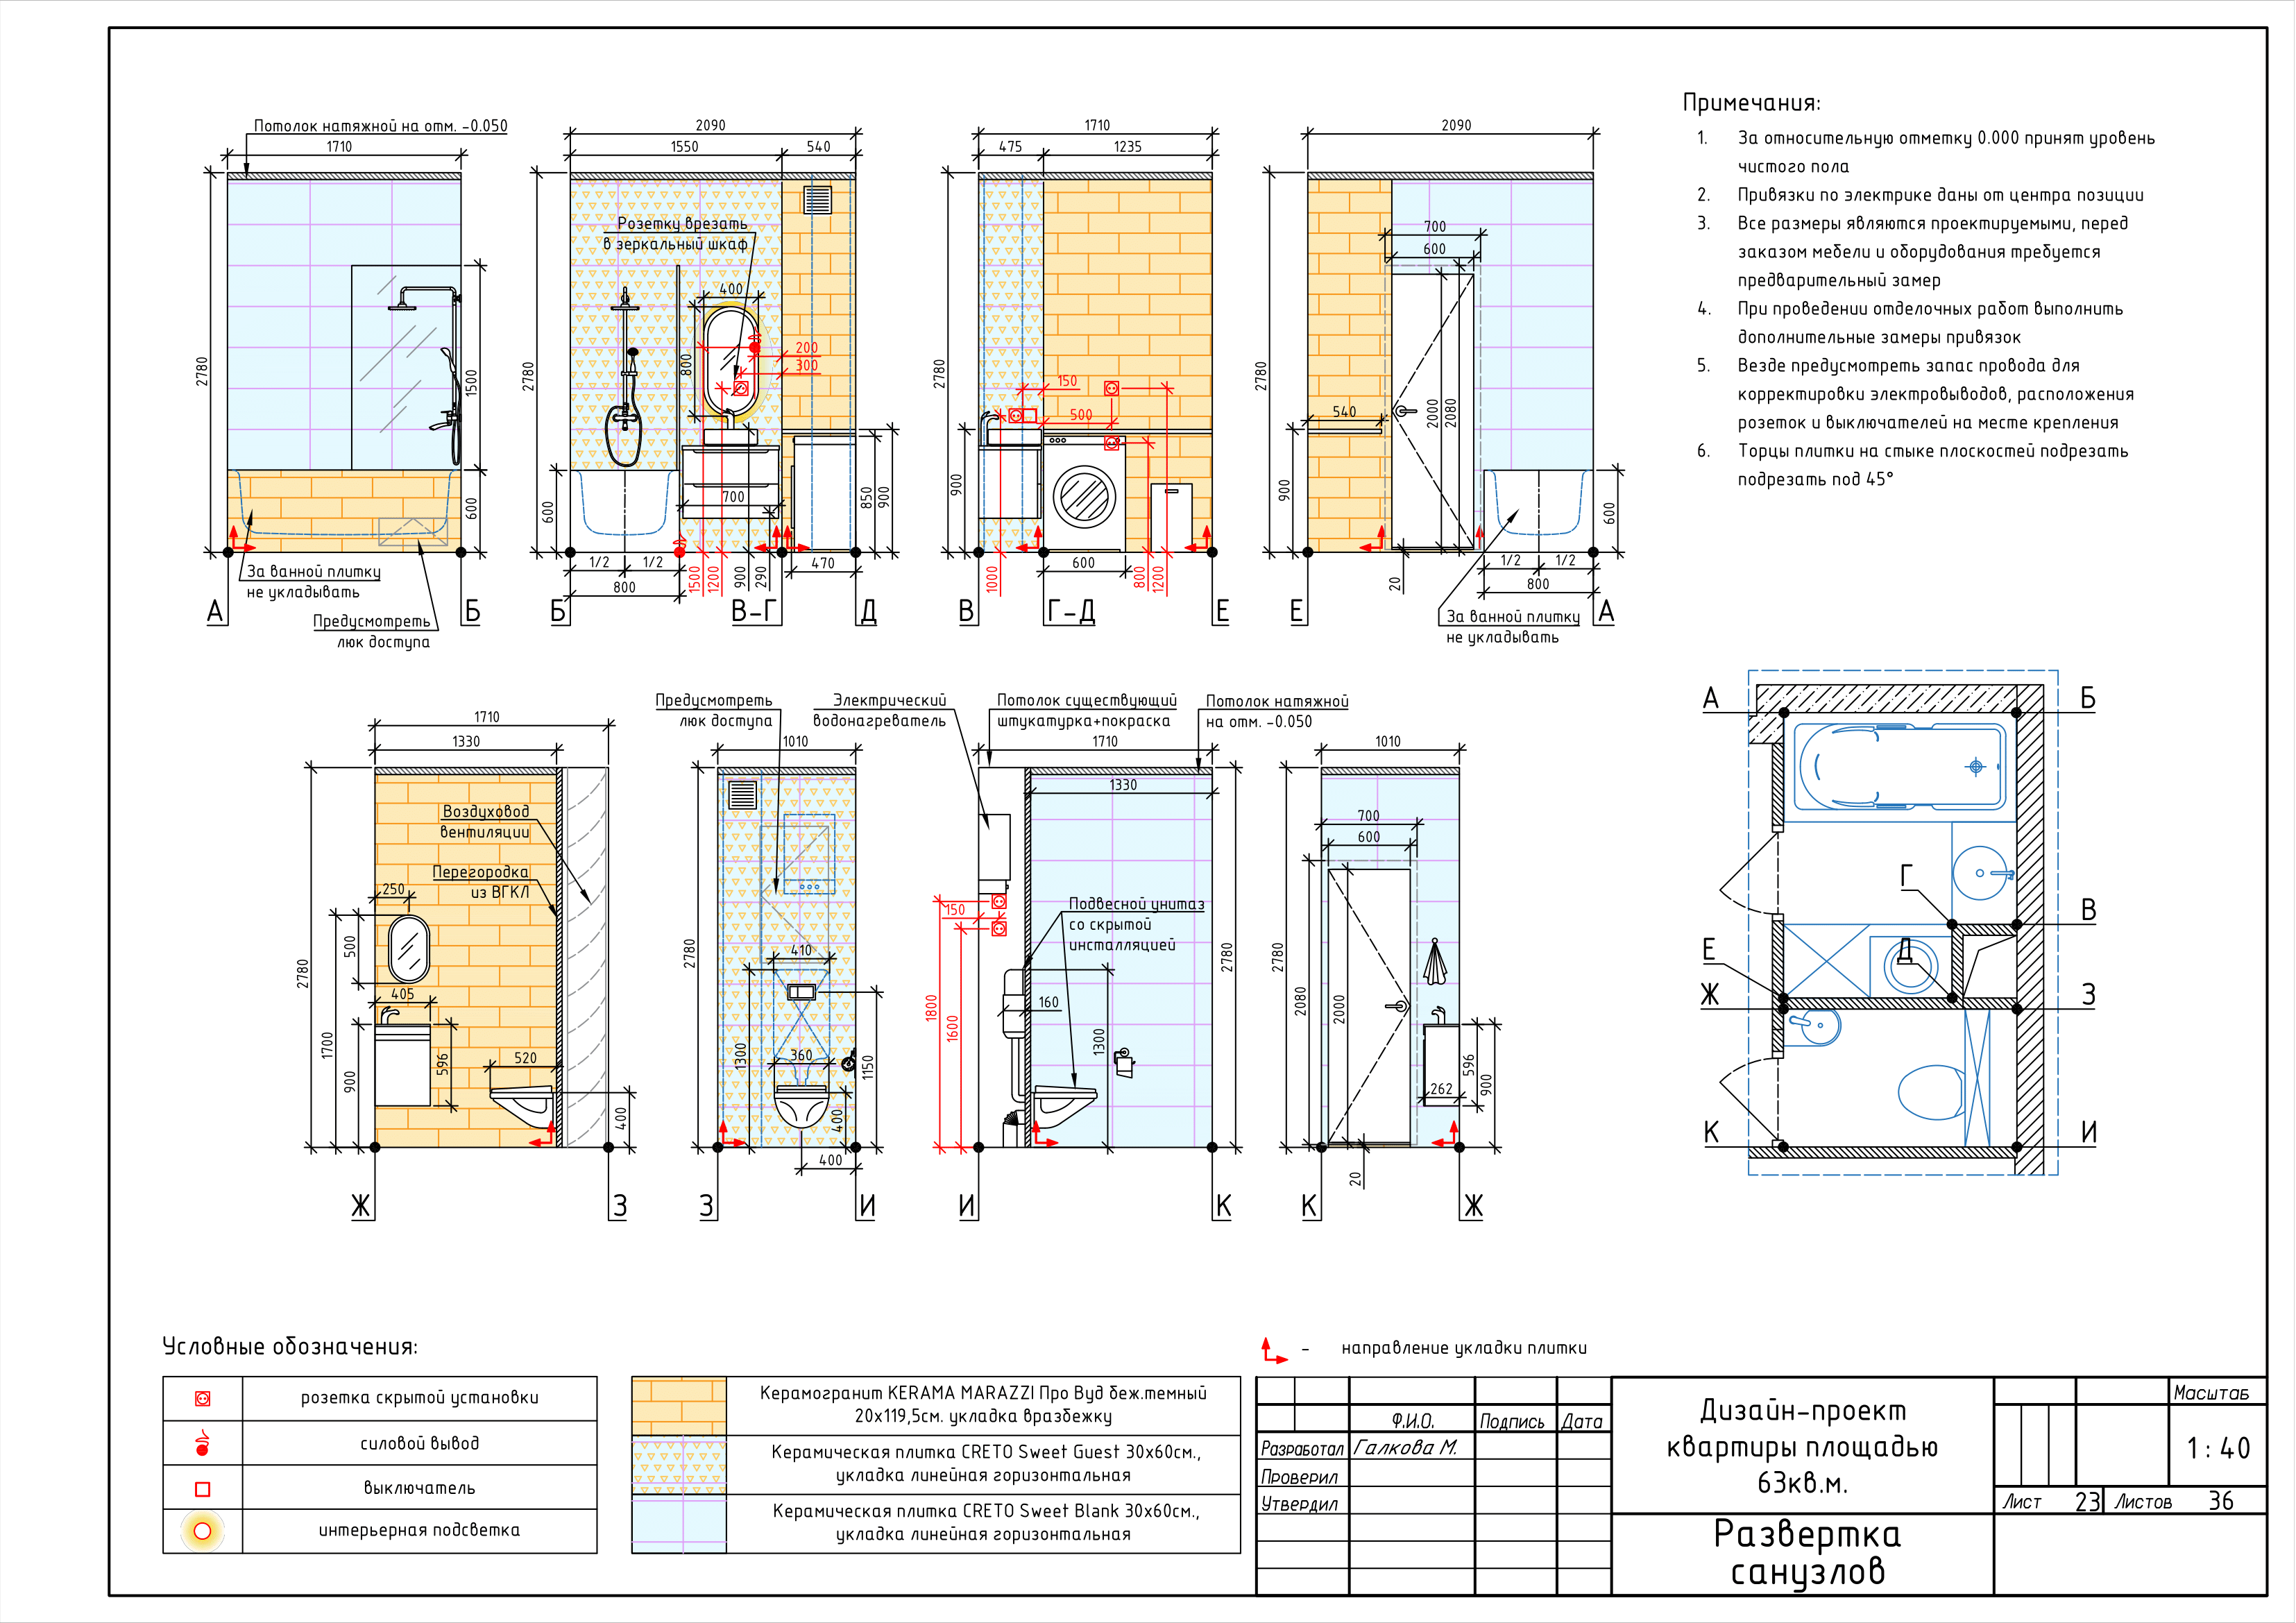 Потолок натяжной на отм. -0.050
1710
2780
1500
600
За ванной плитку
не укладывать
Предусмотреть
люк доступа
А
Б
2090
1550
540
2780
Розетку врезать
в зеркальный шкаф
400
800
200
300
700
600
850
900
1/2
1/2
800
1500
1200
900
290
470
Б
В-Г
Д
1710
475
1235
2780
150
500
900
1000
600
800
1200
В
Г-Д
Е
2090
2780
700
600
540
2000
2080
900
600
20
1/2
1/2
800
За ванной плитку
не укладывать
Е
А
Примечания:
1. За относительную отметку 0.000 принят уровень
чистого пола
2. Привязки по электрике даны от центра позиции
3. Все размеры являются проектируемыми, перед
заказом мебели и оборудования требуется
предварительный замер
4. При проведении отделочных работ выполнить
дополнительные замеры привязок
5. Везде предусмотреть запас провода для
корректировки электровыводов, расположения
розеток и выключателей на месте крепления
6. Торцы плитки на стыке плоскостей подрезать
подрезать под 45°
1710
1330
2780
Воздуховод
вентиляции
Перегородка
из ВГКЛ
250
500
405
1700
900
596
520
400
Ж
З
Предусмотреть
люк доступа
1010
2780
410
1300
360
1150
400
400
З
И
Электрический
водонагреватель
Потолок существующий
штукатурка+покраска
Потолок натяжной
на отм. -0.050
1710
1330
150
Подвесной унитаз
со скрытой
инсталляцией
1800
1600
160
1300
2780
И
К
1010
2780
700
600
2080
2000
596
900
262
20
К
Ж
А
Б
Г
В
Е
Д
Ж
З
К
И
Условные обозначения:
розетка скрытой установки
силовой вывод
выключатель
интерьерная подсветка
Керамогранит KERAMA MARAZZI Про Вуд беж.темный
20x119,5см. укладка вразбежку
Керамическая плитка CRETO Sweet Guest 30x60см.,
укладка линейная горизонтальная
Керамическая плитка CRETO Sweet Blank 30x60см.,
укладка линейная горизонтальная
- направление укладки плитки
Ф.И.О. Подпись Дата
Разработал Галкова М.
Проверил
Утвердил
Дизайн-проект
квартиры площадью
63кв.м.
Развертка
санузлов
Масштаб
1 : 40
Лист 23 Листов 36